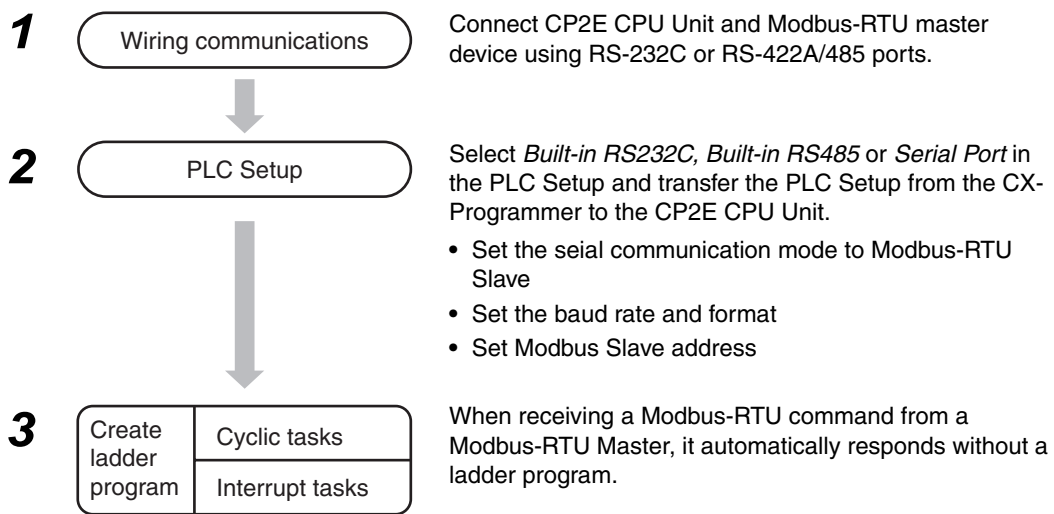 1
Wiring communications
Connect CP2E CPU Unit and Modbus-RTU master
device using RS-232C or RS-422A/485 ports.
2
PLC Setup
Select Built-in RS232C, Built-in RS485 or Serial Port in
the PLC Setup and transfer the PLC Setup from the CX-
Programmer to the CP2E CPU Unit.
• Set the seial communication mode to Modbus-RTU
Slave
• Set the baud rate and format
• Set Modbus Slave address
3
Create
ladder
program
Cyclic tasks
Interrupt tasks
When receiving a Modbus-RTU command from a
Modbus-RTU Master, it automatically responds without a
ladder program.